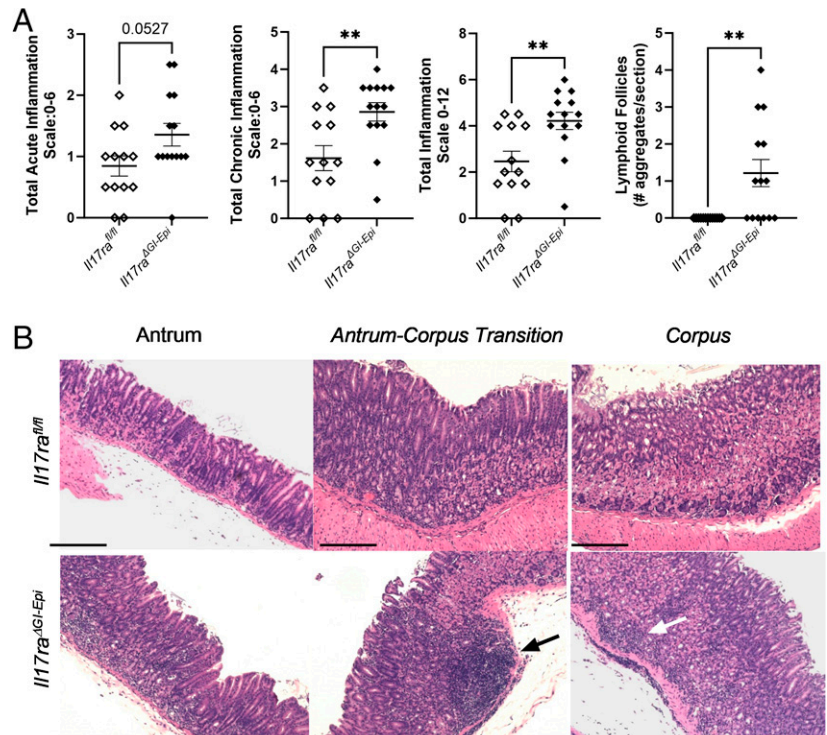 A
0.0527
**
**
**
Total Acute Inflammation
Scale:0-6
3
2
1
0
Il17ra^fl/fl
Il17ra^ΔGI-Epi
Total Chronic Inflammation
Scale:0-6
5
4
3
2
1
0
Il17ra^fl/fl
Il17ra^ΔGI-Epi
Total Inflammation
Scale 0-12
8
6
4
2
0
Il17ra^fl/fl
Il17ra^ΔGI-Epi
Lymphoid Follicles
(# aggregates/section)
5
4
3
2
1
0
Il17ra^fl/fl
Il17ra^ΔGI-Epi
B
Antrum
Antrum-Corpus Transition
Corpus
Il17ra^fl/fl
Il17ra^ΔGI-Epi